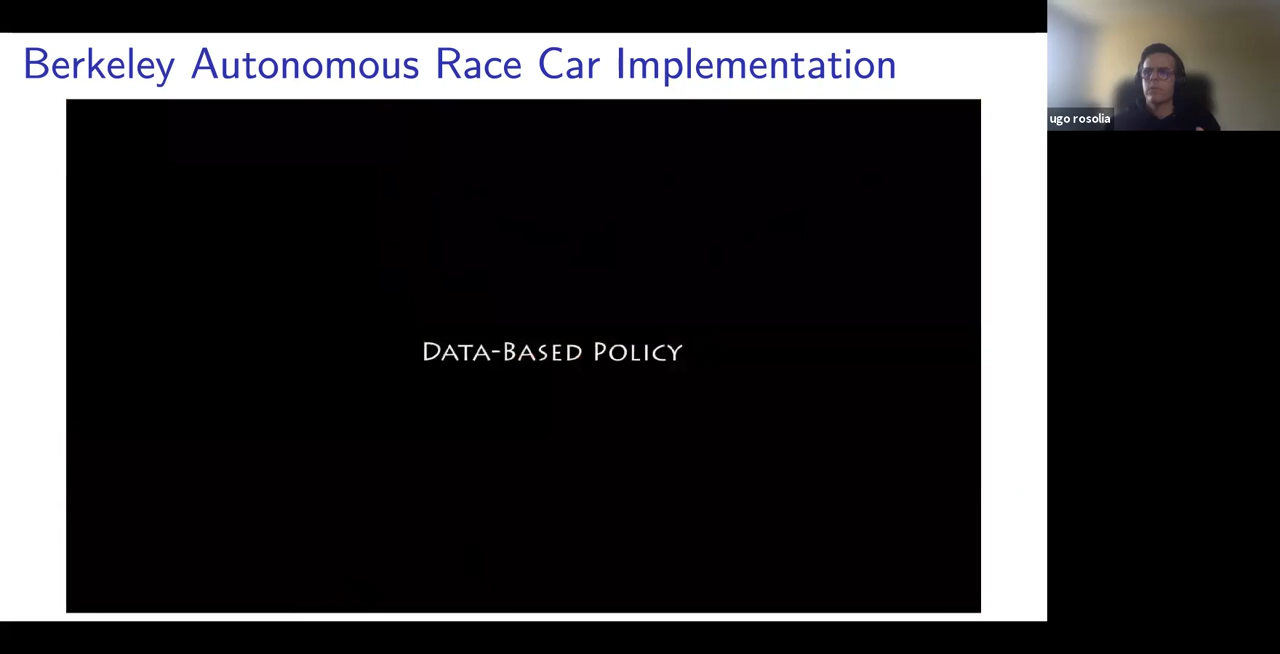 Berkeley Autonomous Race Car Implementation
ugo rosolia
DATA-BASED POLICY